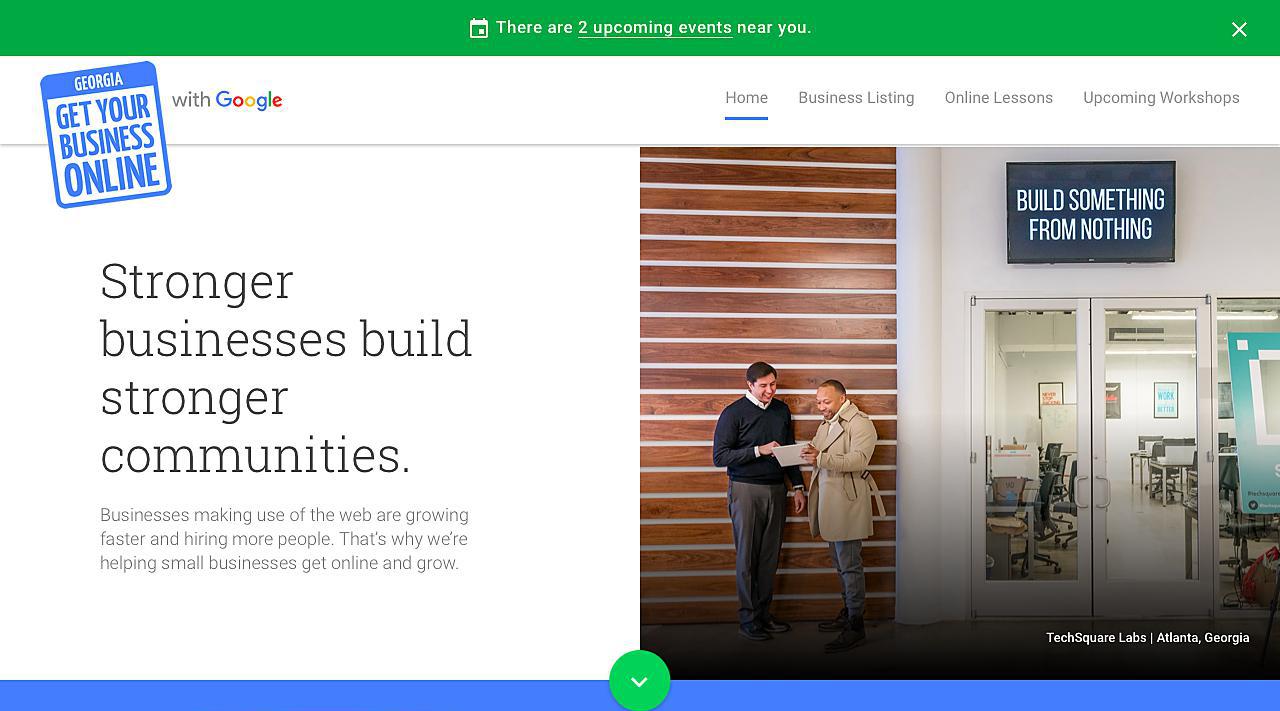 There are 2 upcoming events near you.
GEORGIA
GET YOUR
BUSINESS
ONLINE
with Google
Home
Business Listing
Online Lessons
Upcoming Workshops
BUILD SOMETHING
FROM NOTHING
Stronger
businesses build
stronger
communities.
Businesses making use of the web are growing
faster and hiring more people. That's why we're
helping small businesses get online and grow.
WORK
BETTER
TechSquare Labs | Atlanta, Georgia